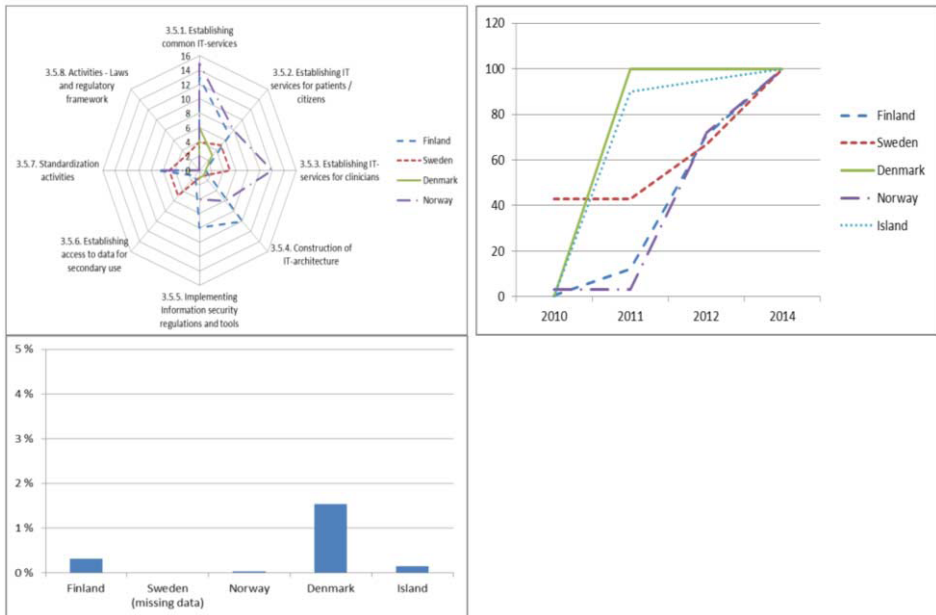 3.5.1. Establishing
common IT-services
16
14
12
10
8
6
4
2
0
3.5.2. Establishing IT
services for patients /
citizens
3.5.3. Establishing IT-
services for clinicians
3.5.4. Construction of
IT-architecture
3.5.5. Implementing
Information security
regulations and tools
3.5.6. Establishing
access to data for
secondary use
3.5.7. Standardization
activities
3.5.8. Activities - Laws
and regulatory
framework
Finland
Sweden
Denmark
Norway
120
100
80
60
40
20
0
2010 2011 2012 2014
Finland
Sweden
Denmark
Norway
Island
5 %
4 %
3 %
2 %
1 %
0 %
Finland Sweden Norway Denmark Island
(missing data)